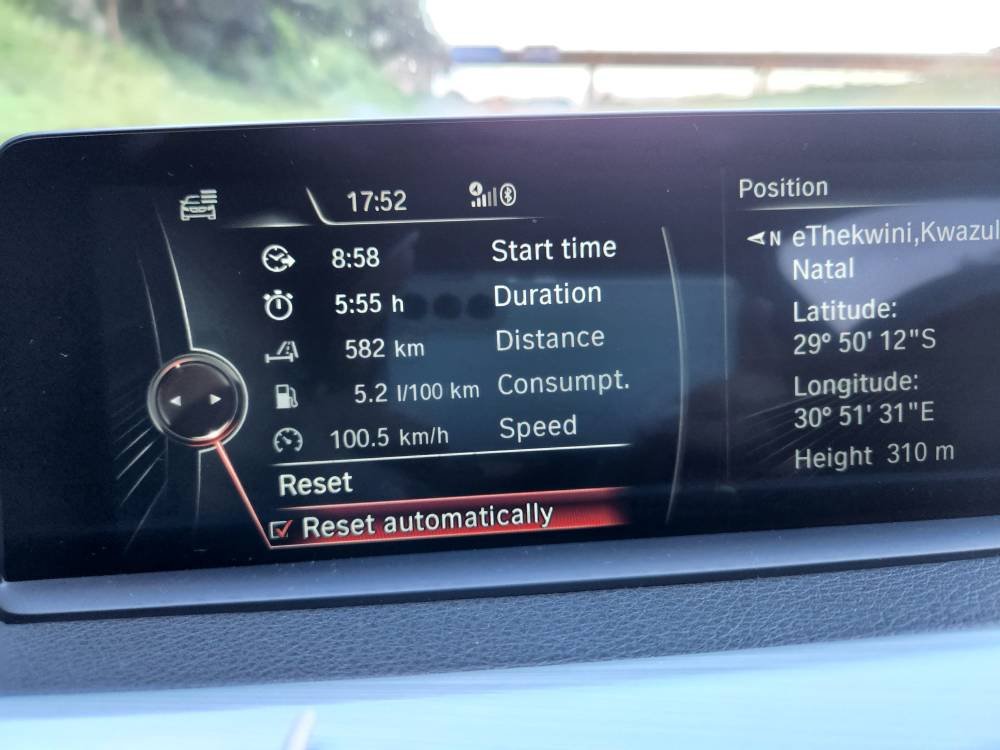 17:52
8:58 Start time
5:55 h Duration
582 km Distance
5.2 l/100 km Consumpt.
100.5 km/h Speed
Reset
Reset automatically
Position
N eThekwini,Kwazul
Natal
Latitude:
29° 50' 12"S
Longitude:
30° 51' 31"E
Height 310 m